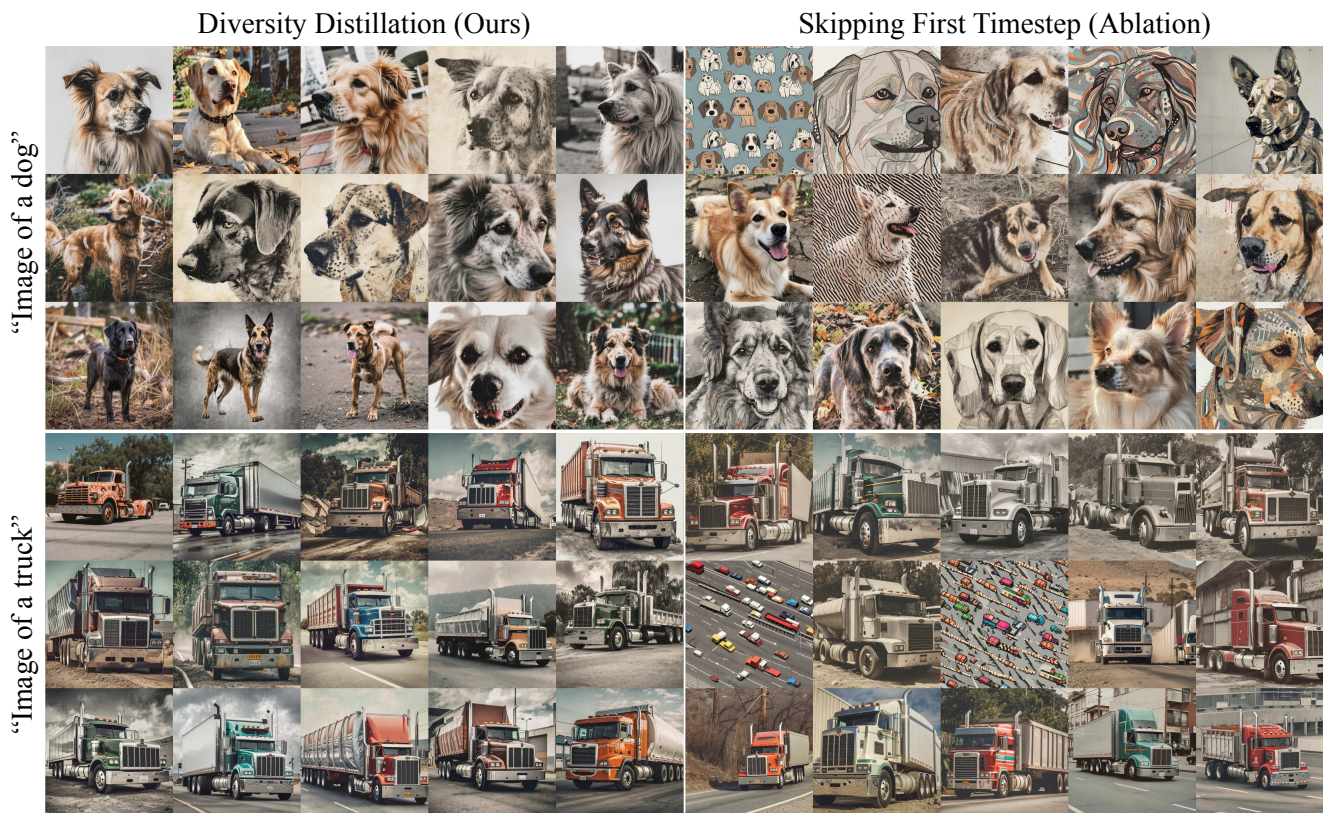 Diversity Distillation (Ours)
Skipping First Timestep (Ablation)
“Image of a dog”
“Image of a truck”